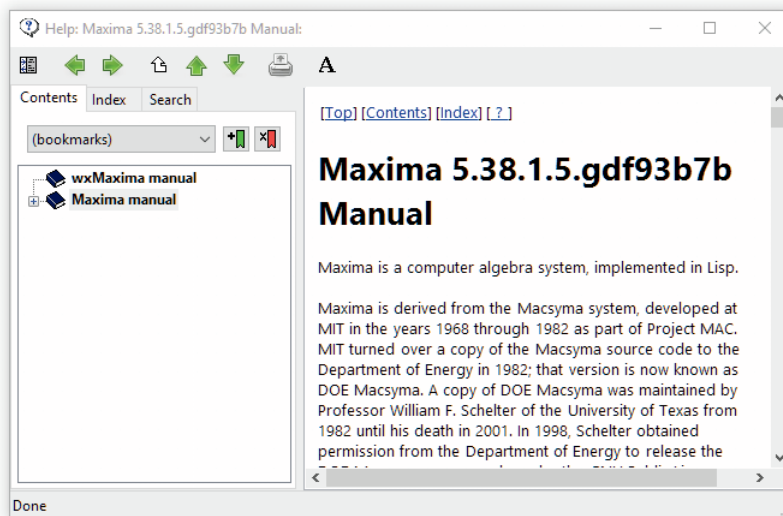 Help: Maxima 5.38.1.5.gdf93b7b Manual:
A
Contents Index Search
(bookmarks)
wxMaxima manual
Maxima manual
[Top] [Contents] [Index] [ ? ]
Maxima 5.38.1.5.gdf93b7b
Manual
Maxima is a computer algebra system, implemented in Lisp.
Maxima is derived from the Macsyma system, developed at
MIT in the years 1968 through 1982 as part of Project MAC.
MIT turned over a copy of the Macsyma source code to the
Department of Energy in 1982; that version is now known as
DOE Macsyma. A copy of DOE Macsyma was maintained by
Professor William F. Schelter of the University of Texas from
1982 until his death in 2001. In 1998, Schelter obtained
permission from the Department of Energy to release the
Done